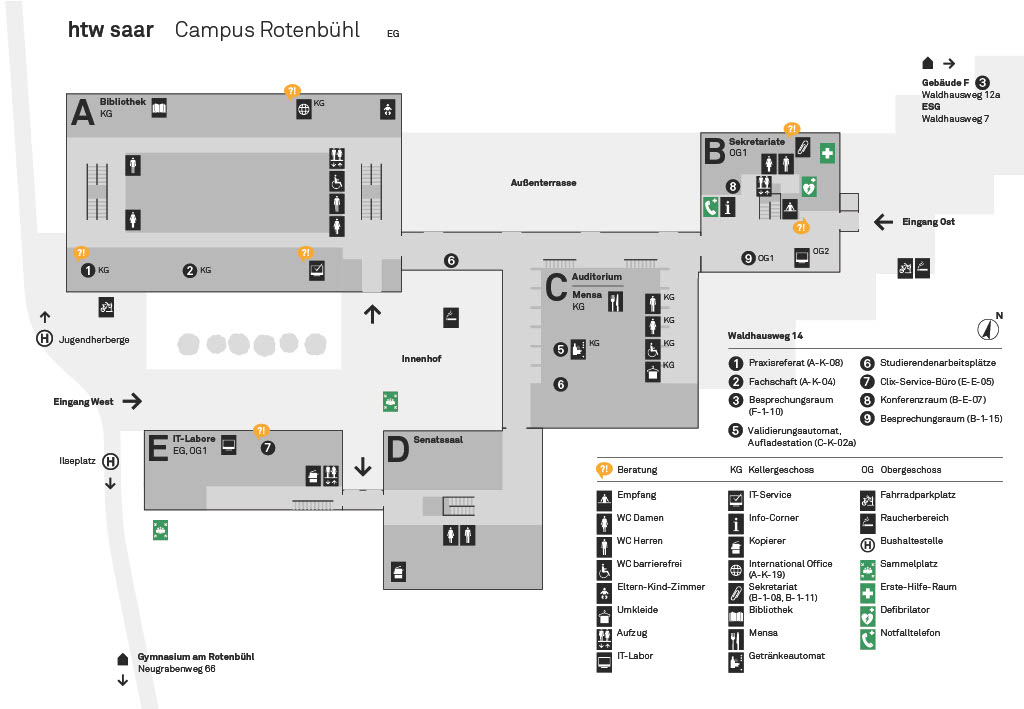 htw saar Campus Rotenbühl EG
Gebäude F 3
Waldhausweg 12a
ESG
Waldhausweg 7
A Bibliothek
KG
?!
KG
?!
B Sekretariate
OG1
8
i
?!
Eingang Ost
9 OG1
OG2
Außenterrasse
?!
1 KG
2 KG
?!
6
C Auditorium
Mensa
KG
KG
KG
KG
KG
5 KG
6
H Jugendherberge
Innenhof
Eingang West
Ilseplatz H
E IT-Labore
EG, OG1
?!
7
D Senatssaal
Gymnasium am Rotenbühl
Neugrabenweg 66
N
Waldhausweg 14
1 Praxisreferat (A-K-08)
2 Fachschaft (A-K-04)
3 Besprechungsraum
(F-1-10)
5 Validierungsautomat,
Aufladestation (C-K-02a)
6 Studierendenarbeitsplätze
7 Clix-Service-Büro (E-E-05)
8 Konferenzraum (B-E-07)
9 Besprechungsraum (B-1-15)
?! Beratung
KG Kellergeschoss
OG Obergeschoss
Empfang
WC Damen
WC Herren
WC barrierefrei
Eltern-Kind-Zimmer
Umkleide
Aufzug
IT-Labor
IT-Service
i Info-Corner
Kopierer
International Office
(A-K-19)
Sekretariat
(B-1-08, B-1-11)
Bibliothek
Mensa
Getränkeautomat
Fahrradparkplatz
Raucherbereich
H Bushaltestelle
Sammelplatz
Erste-Hilfe-Raum
Defibrilator
Notfalltelefon